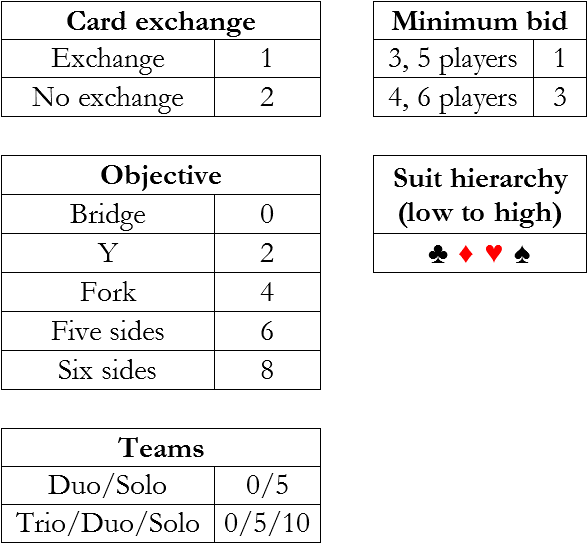 Card exchange
Exchange 1
No exchange 2
Minimum bid
3, 5 players 1
4, 6 players 3
Objective
Bridge 0
Y 2
Fork 4
Five sides 6
Six sides 8
Suit hierarchy
(low to high)
♣ ♦ ♥ ♠
Teams
Duo/Solo 0/5
Trio/Duo/Solo 0/5/10